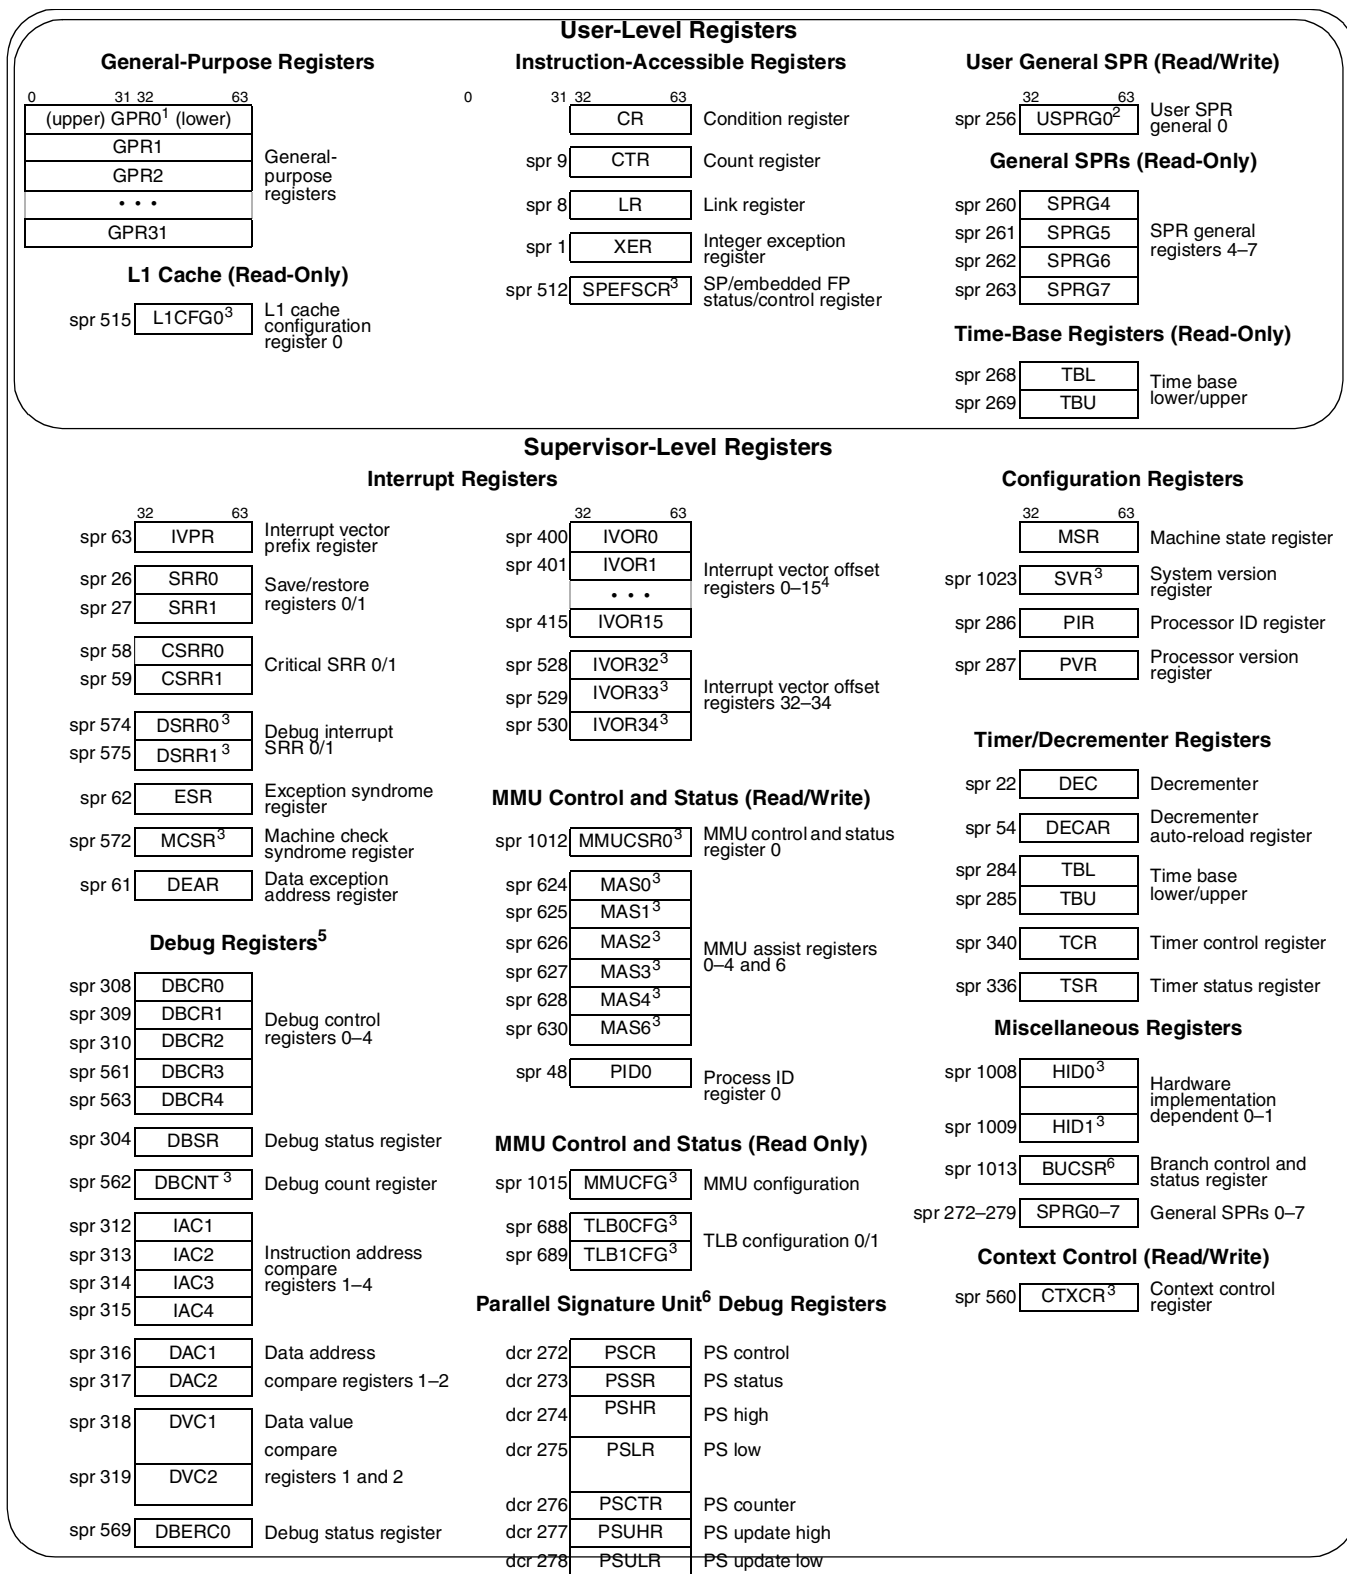 User-Level Registers
General-Purpose Registers
0 31 32 63
(upper) GPR01 (lower)
GPR1
GPR2
• • •
GPR31
General-
purpose
registers
L1 Cache (Read-Only)
spr 515 L1CFG03 L1 cache
configuration
register 0
Instruction-Accessible Registers
0 31 32 63
CR Condition register
spr 9 CTR Count register
spr 8 LR Link register
spr 1 XER Integer exception
register
spr 512 SPEFSCR3 SP/embedded FP
status/control register
User General SPR (Read/Write)
32 63
spr 256 USPRG02 User SPR
general 0
General SPRs (Read-Only)
spr 260 SPRG4
spr 261 SPRG5
spr 262 SPRG6
spr 263 SPRG7
SPR general
registers 4–7
Time-Base Registers (Read-Only)
spr 268 TBL
spr 269 TBU
Time base
lower/upper
Supervisor-Level Registers
Interrupt Registers
32 63
spr 63 IVPR Interrupt vector
prefix register
spr 26 SRR0
spr 27 SRR1
Save/restore
registers 0/1
spr 58 CSRR0
spr 59 CSRR1
Critical SRR 0/1
spr 574 DSRR03
spr 575 DSRR13
Debug interrupt
SRR 0/1
spr 62 ESR Exception syndrome
register
spr 572 MCSR3 Machine check
syndrome register
spr 61 DEAR Data exception
address register
32 63
spr 400 IVOR0
spr 401 IVOR1
• • •
spr 415 IVOR15
Interrupt vector offset
registers 0–154
spr 528 IVOR323
spr 529 IVOR333
spr 530 IVOR343
Interrupt vector offset
registers 32–34
Debug Registers5
spr 308 DBCR0
spr 309 DBCR1
spr 310 DBCR2
spr 561 DBCR3
spr 563 DBCR4
Debug control
registers 0–4
spr 304 DBSR Debug status register
spr 562 DBCNT 3 Debug count register
spr 312 IAC1
spr 313 IAC2
spr 314 IAC3
spr 315 IAC4
Instruction address
compare
registers 1–4
spr 316 DAC1 Data address
spr 317 DAC2 compare registers 1–2
spr 318 DVC1 Data value
compare
spr 319 DVC2 registers 1 and 2
spr 569 DBERC0 Debug status register
MMU Control and Status (Read/Write)
spr 1012 MMUCSR03 MMU control and status
register 0
spr 624 MAS03
spr 625 MAS13
spr 626 MAS23
spr 627 MAS33
spr 628 MAS43
spr 630 MAS63
MMU assist registers
0–4 and 6
spr 48 PID0 Process ID
register 0
MMU Control and Status (Read Only)
spr 1015 MMUCFG3 MMU configuration
spr 688 TLB0CFG3
spr 689 TLB1CFG3
TLB configuration 0/1
Parallel Signature Unit6 Debug Registers
dcr 272 PSCR PS control
dcr 273 PSSR PS status
dcr 274 PSHR PS high
dcr 275 PSLR PS low
dcr 276 PSCTR PS counter
dcr 277 PSUHR PS update high
dcr 278 PSULR PS update low
Configuration Registers
32 63
MSR Machine state register
spr 1023 SVR3 System version
register
spr 286 PIR Processor ID register
spr 287 PVR Processor version
register
Timer/Decrementer Registers
spr 22 DEC Decrementer
spr 54 DECAR Decrementer
auto-reload register
spr 284 TBL
spr 285 TBU
Time base
lower/upper
spr 340 TCR Timer control register
spr 336 TSR Timer status register
Miscellaneous Registers
spr 1008 HID03
spr 1009 HID13
Hardware
implementation
dependent 0–1
spr 1013 BUCSR6 Branch control and
status register
spr 272–279 SPRG0–7 General SPRs 0–7
Context Control (Read/Write)
spr 560 CTXCR3 Context control
register